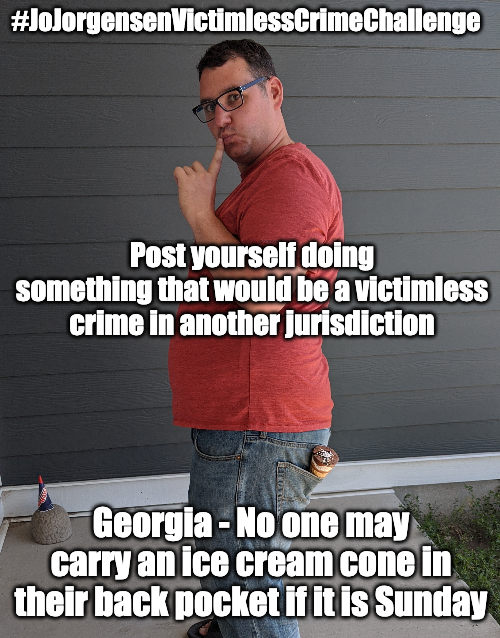 #JoJorgensenVictimlessCrimeChallenge
Post yourself doing
something that would be a victimless
crime in another jurisdiction
Georgia - No one may
carry an ice cream cone in
their back pocket if it is Sunday